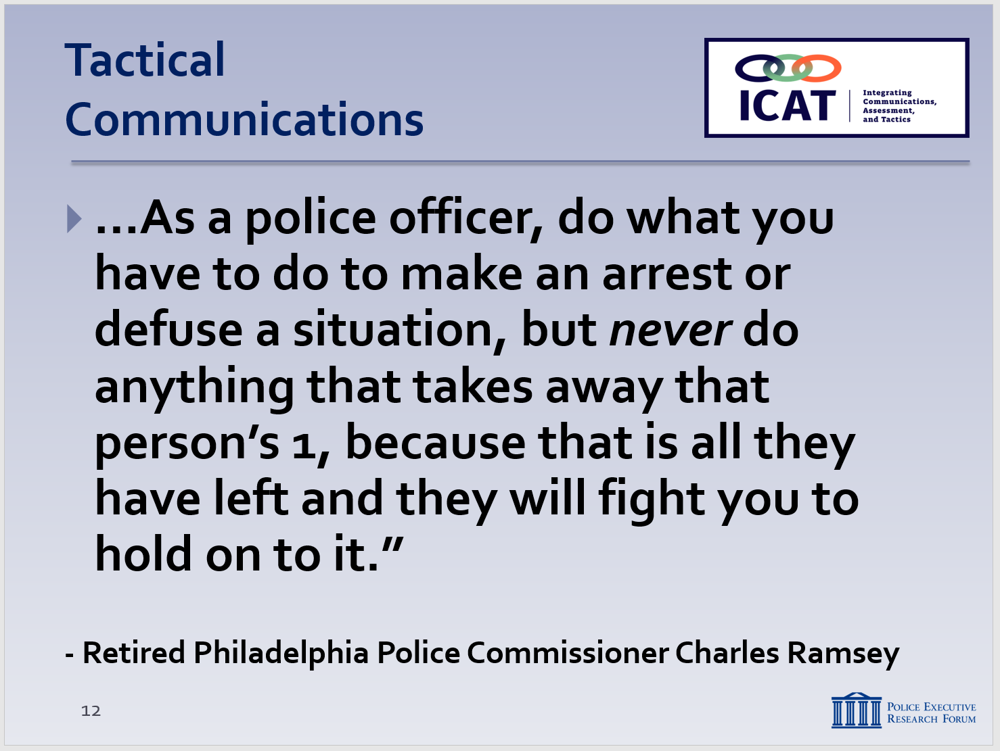 Tactical
Communications
ICAT
Integrating
Communications,
Assessment,
and Tactics
…As a police officer, do what you
have to do to make an arrest or
defuse a situation, but never do
anything that takes away that
person’s 1, because that is all they
have left and they will fight you to
hold on to it.”
- Retired Philadelphia Police Commissioner Charles Ramsey
12
POLICE EXECUTIVE
RESEARCH FORUM